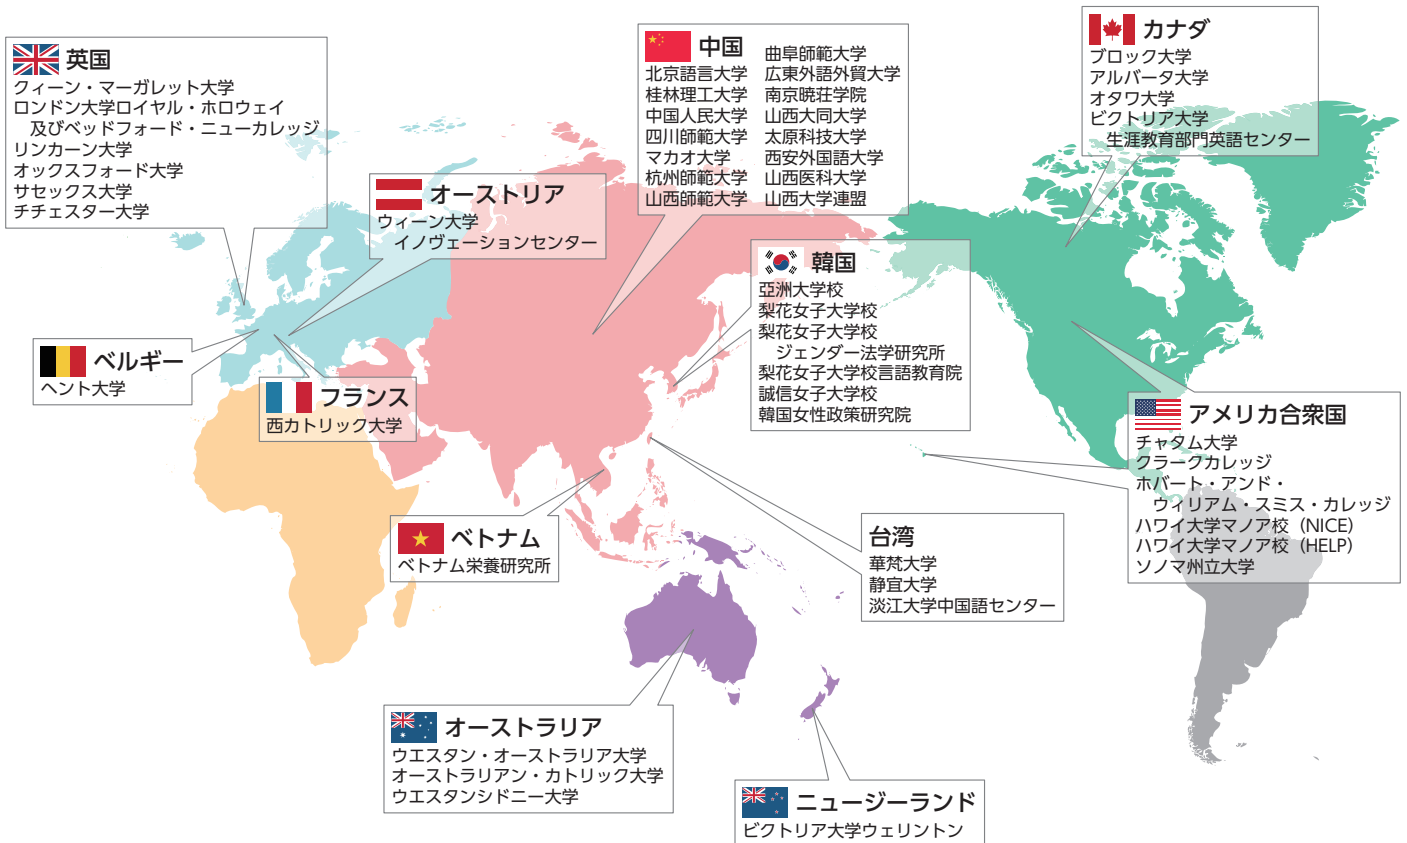 英国
クィーン・マーガレット大学
ロンドン大学ロイヤル・ホロウェイ
及びベッドフォード・ニューカレッジ
リンカーン大学
オックスフォード大学
サセックス大学
チチェスター大学
オーストリア
ウィーン大学
イノヴェーションセンター
ベルギー
ヘント大学
フランス
西カトリック大学
中国
北京語言大学
桂林理工大学
中国人民大学
四川師範大学
マカオ大学
杭州師範大学
山西師範大学
曲阜師範大学
広東外語外貿大学
南京暁荘学院
山西大同大学
太原科技大学
西安外国語大学
山西医科大学
山西大学連盟
韓国
亞洲大学校
梨花女子大学校
梨花女子大学校
ジェンダー法学研究所
梨花女子大学校言語教育院
誠信女子大学校
韓国女性政策研究院
カナダ
ブロック大学
アルバータ大学
オタワ大学
ビクトリア大学
生涯教育部門英語センター
アメリカ合衆国
チャタム大学
クラークカレッジ
ホバート・アンド・
ウィリアム・スミス・カレッジ
ハワイ大学マノア校（NICE）
ハワイ大学マノア校（HELP）
ソノマ州立大学
ベトナム
ベトナム栄養研究所
台湾
華梵大学
静宜大学
淡江大学中国語センター
オーストラリア
ウエスタン・オーストラリア大学
オーストラリアン・カトリック大学
ウエスタンシドニー大学
ニュージーランド
ビクトリア大学ウェリントン